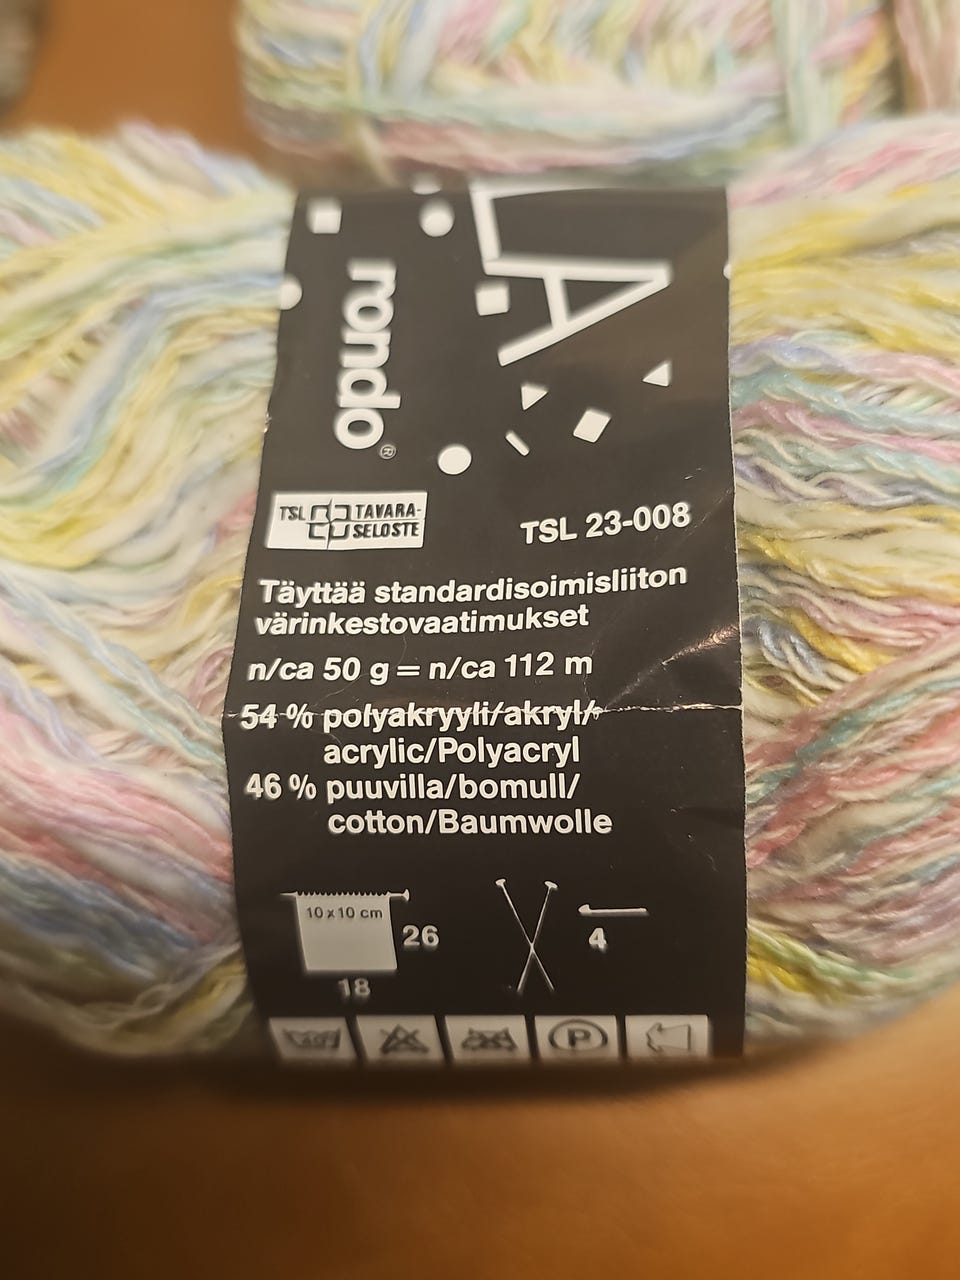 LA
rondo®
TSL TAVARA-
SELOSTE
TSL 23-008
Täyttää standardisoimisliiton
värinkestovaatimukset
n/ca 50 g = n/ca 112 m
54 % polyakryyli/akryl/
acrylic/Polyacryl
46 % puuvilla/bomull/
cotton/Baumwolle
10 x 10 cm
26
18
4
P